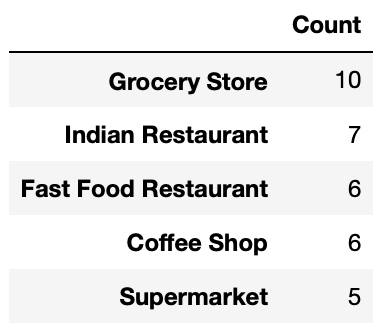 Count
Grocery Store 10
Indian Restaurant 7
Fast Food Restaurant 6
Coffee Shop 6
Supermarket 5